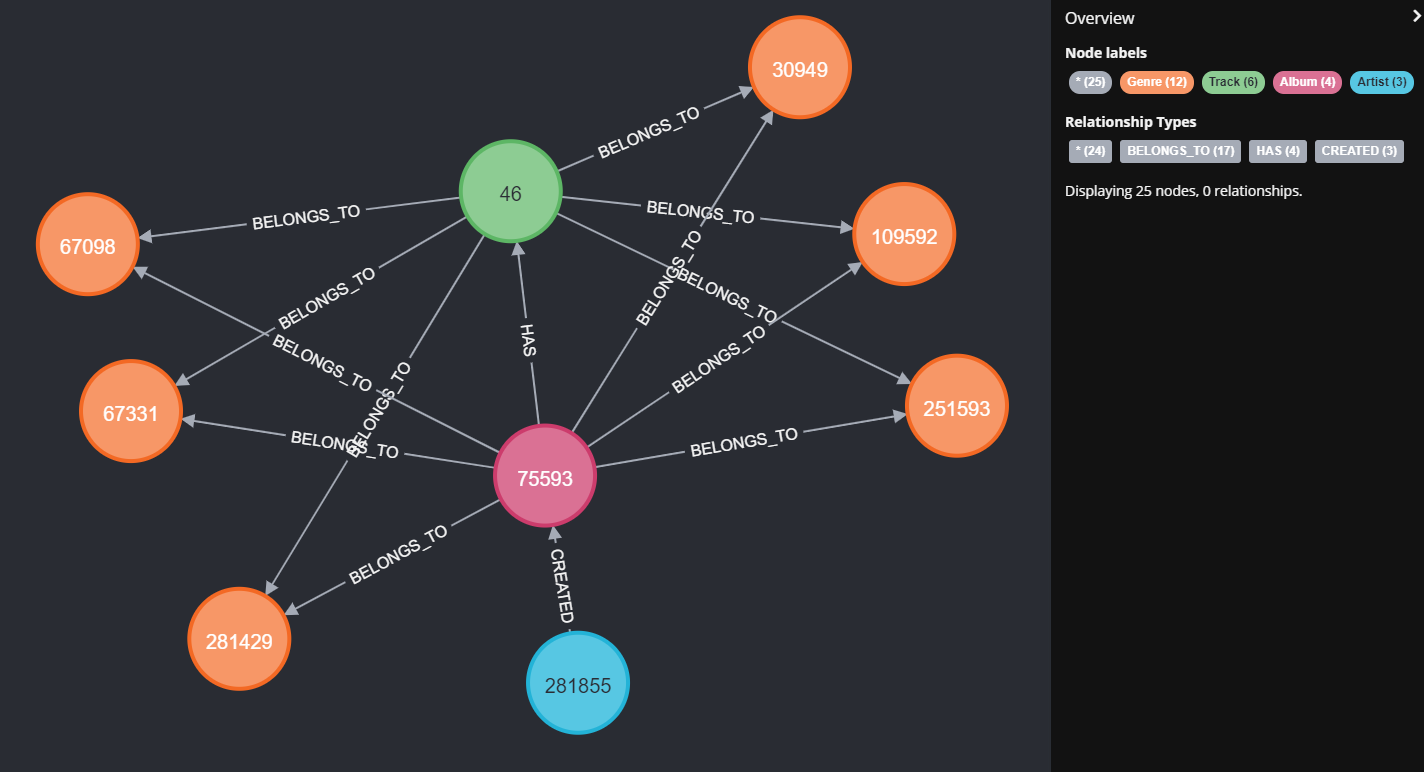 30949
BELONGS_TO
46
BELONGS_TO
BELONGS_TO
67098
109592
BELONGS_TO
BELONGS_TO
BELONGS_TO
HAS
BELONGS_TO
BELONGS_TO
BELONGS_TO
67331
251593
BELONGS_TO
BELONGS_TO
75593
BELONGS_TO
CREATED
281429
281855
Overview
Node labels
* (25) Genre (12) Track (6) Album (4) Artist (3)
Relationship Types
* (24) BELONGS_TO (17) HAS (4) CREATED (3)
Displaying 25 nodes, 0 relationships.